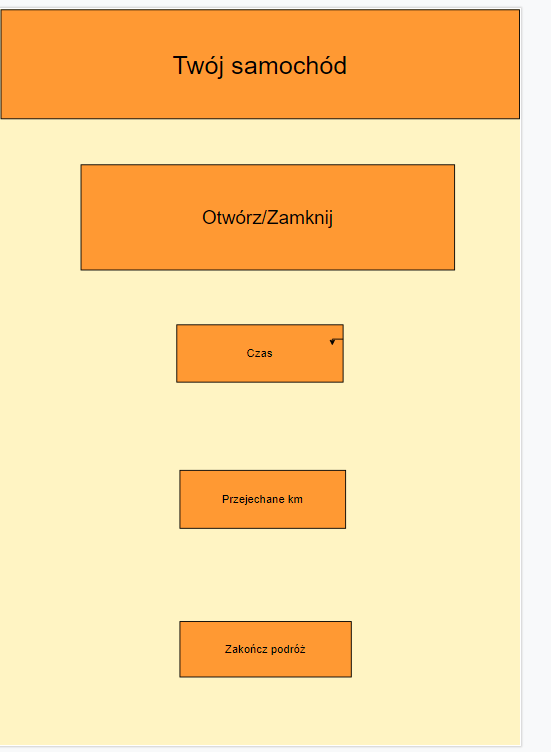 Twój samochód
Otwórz/Zamknij
Czas
Przejechane km
Zakończ podróż